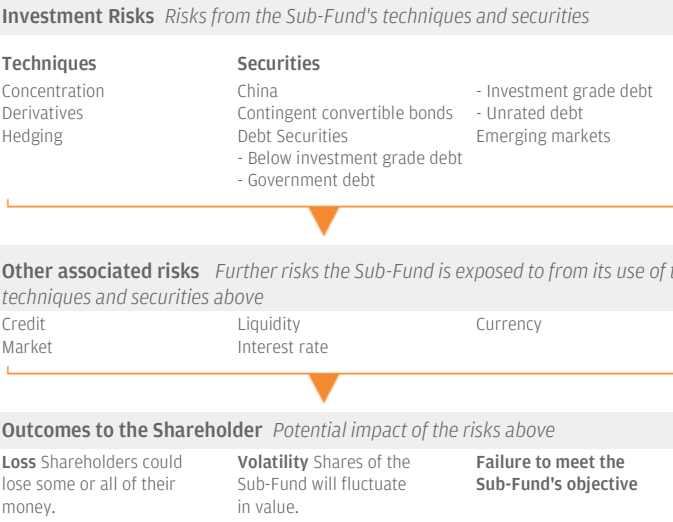 Investment Risks Risks from the Sub-Fund's techniques and securities
Techniques
Concentration
Derivatives
Hedging
Securities
China
Contingent convertible bonds
Debt Securities
- Below investment grade debt
- Government debt
- Investment grade debt
- Unrated debt
Emerging markets
Other associated risks Further risks the Sub-Fund is exposed to from its use of
techniques and securities above
Credit
Market
Liquidity
Interest rate
Currency
Outcomes to the Shareholder Potential impact of the risks above
Loss Shareholders could
lose some or all of their
money.
Volatility Shares of the
Sub-Fund will fluctuate
in value.
Failure to meet the
Sub-Fund's objective